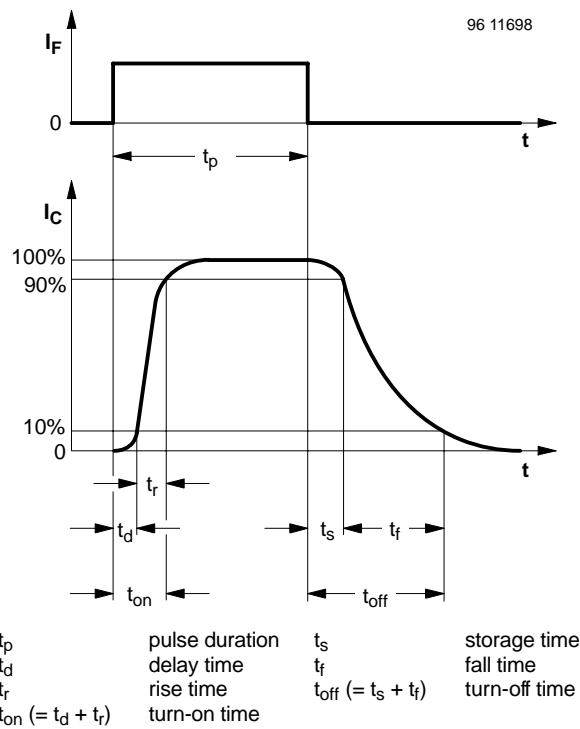 96 11698
I_F
0
t
t_p
I_C
100%
90%
10%
0
t
t_r
t_d
t_s
t_f
t_on
t_off
t_p pulse duration t_s storage time
t_d delay time t_f fall time
t_r rise time t_off (= t_s + t_f) turn-off time
t_on (= t_d + t_r) turn-on time